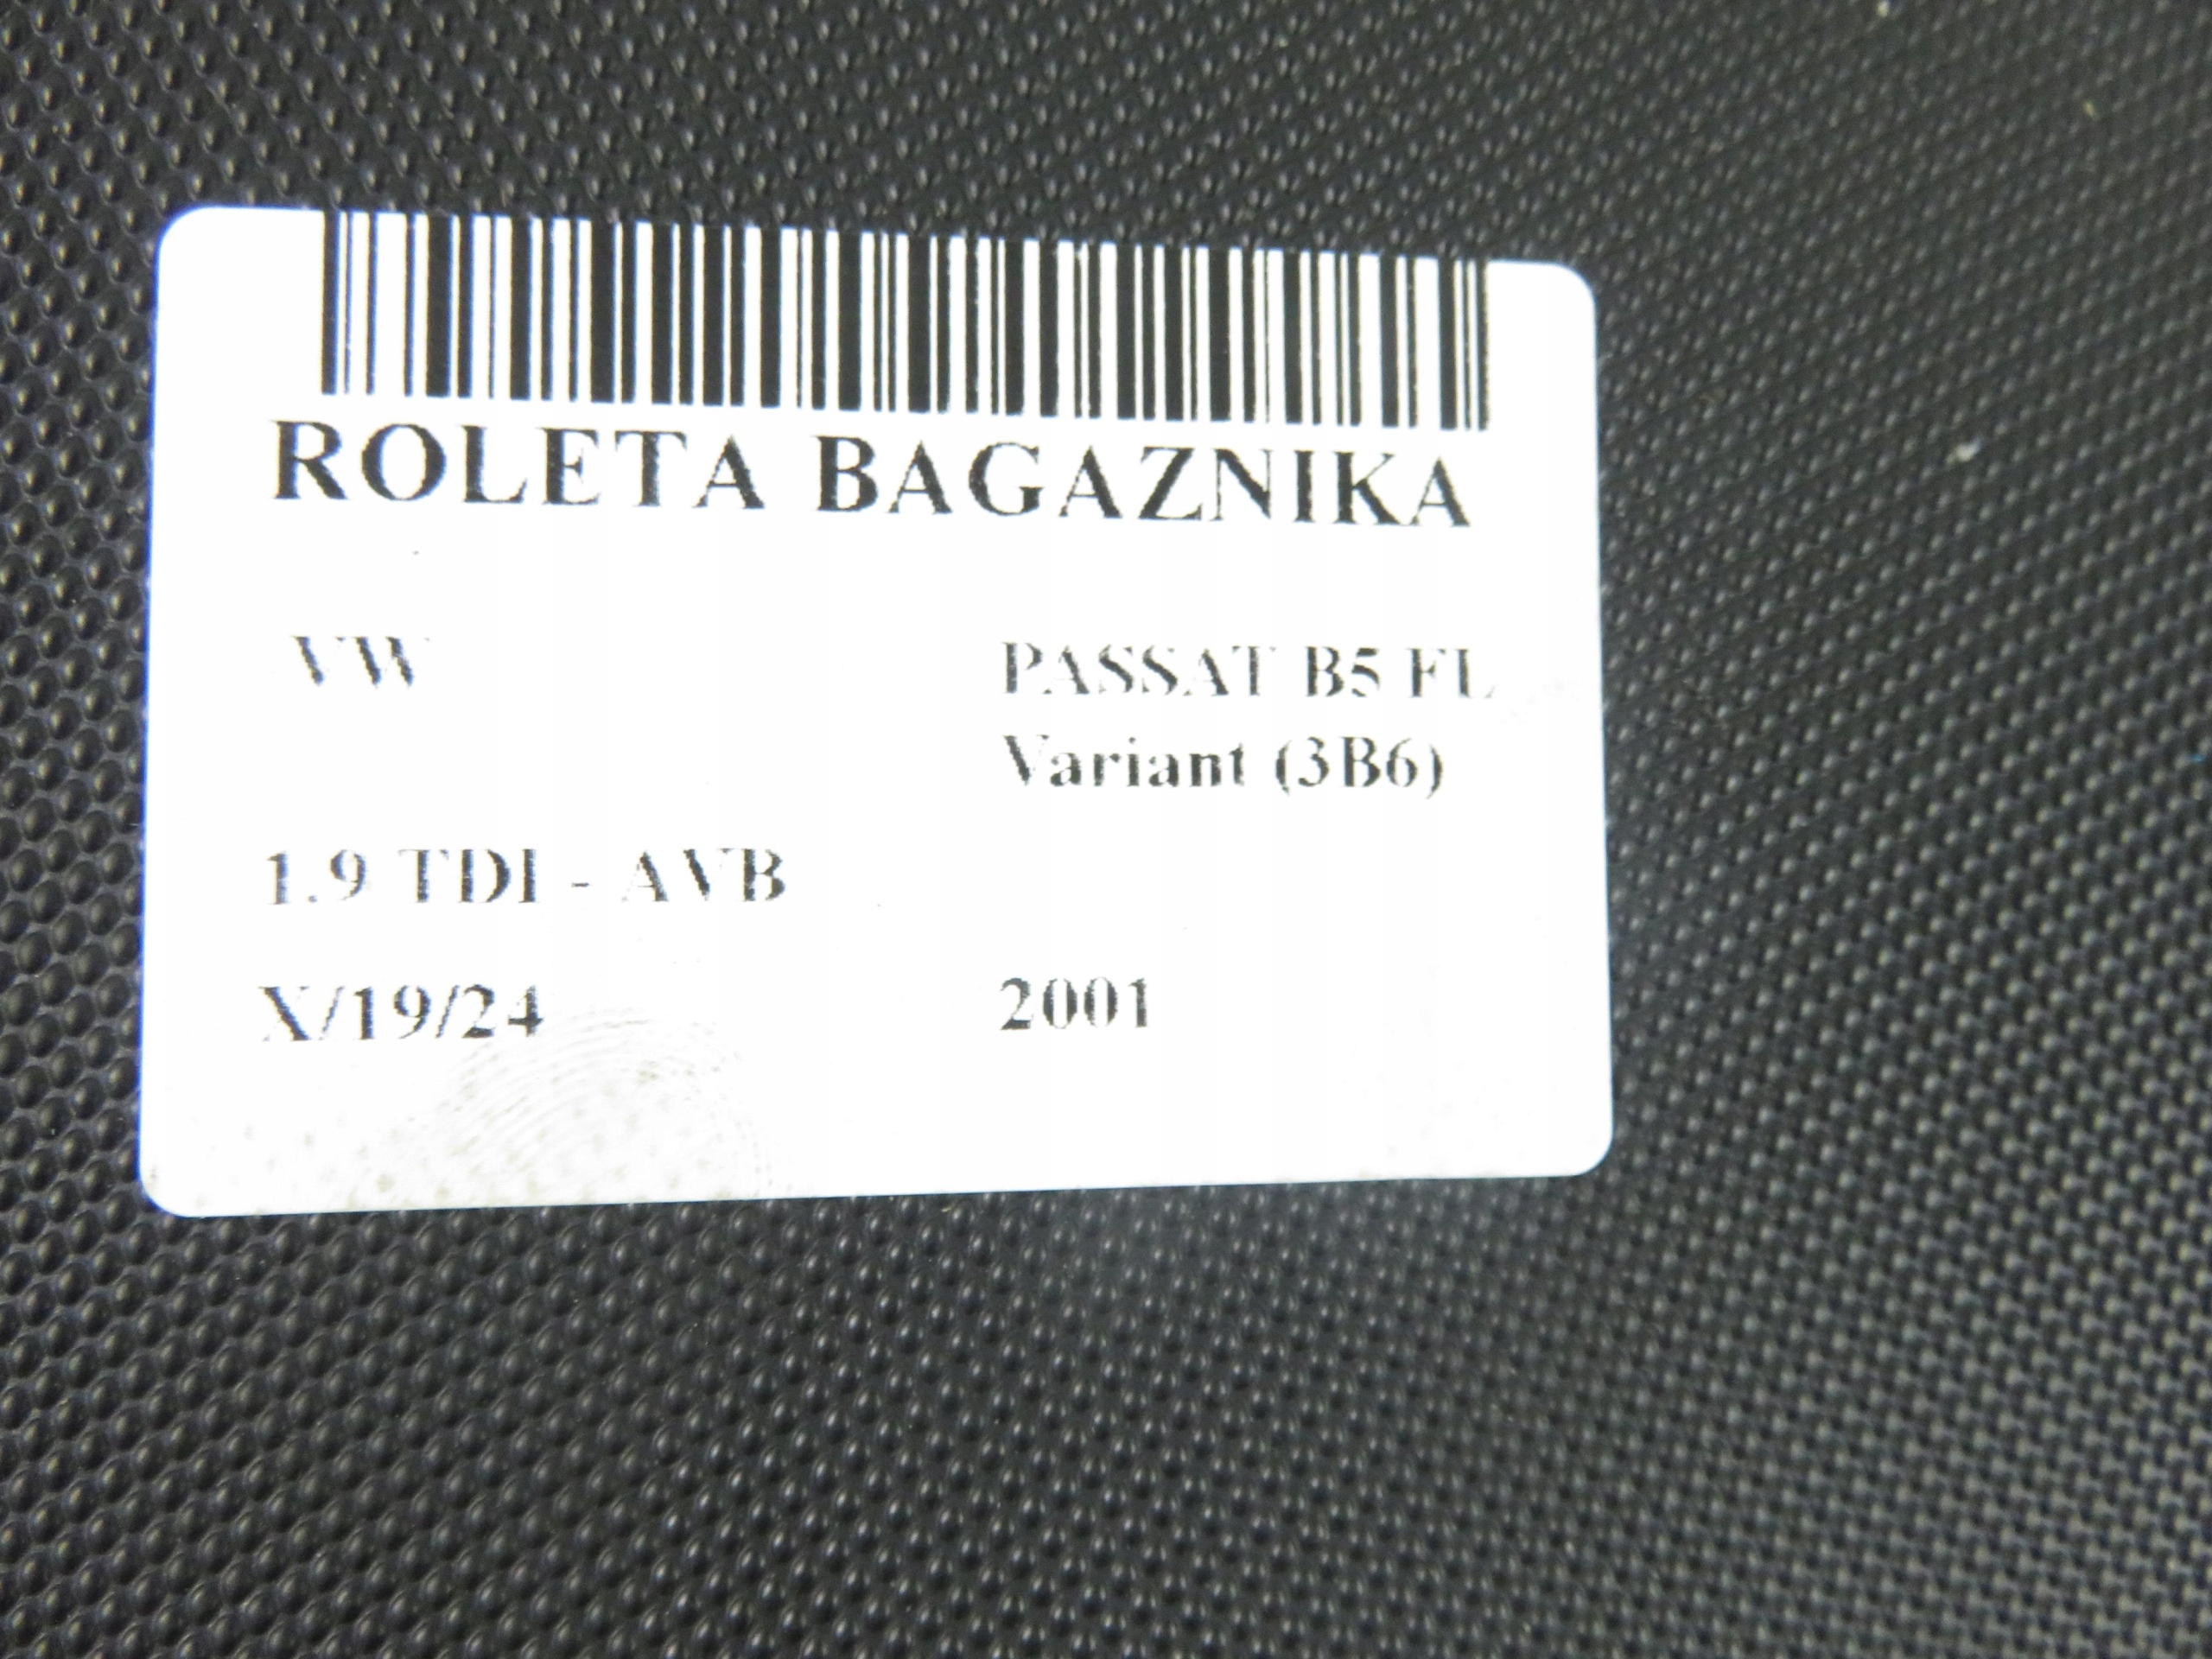 ROLETA BAGAZNIKA
VW
PASSAT B5 FL
Variant (3B6)
1.9 TDI - AVB
X/19/24
2001